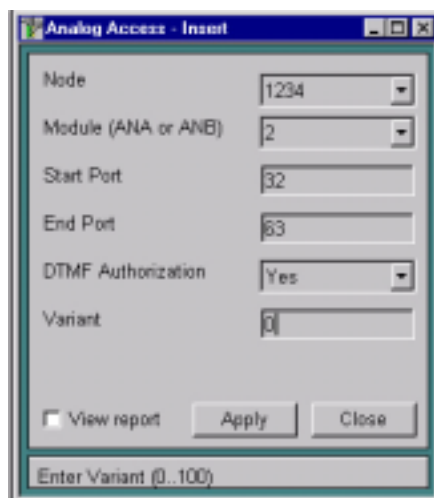 Analog Access - Insert
Node 1234
Module (ANA or ANB) 2
Start Port 32
End Port 63
DTMF Authorization Yes
Variant 0
View report Apply Close
Enter Variant (0..100)